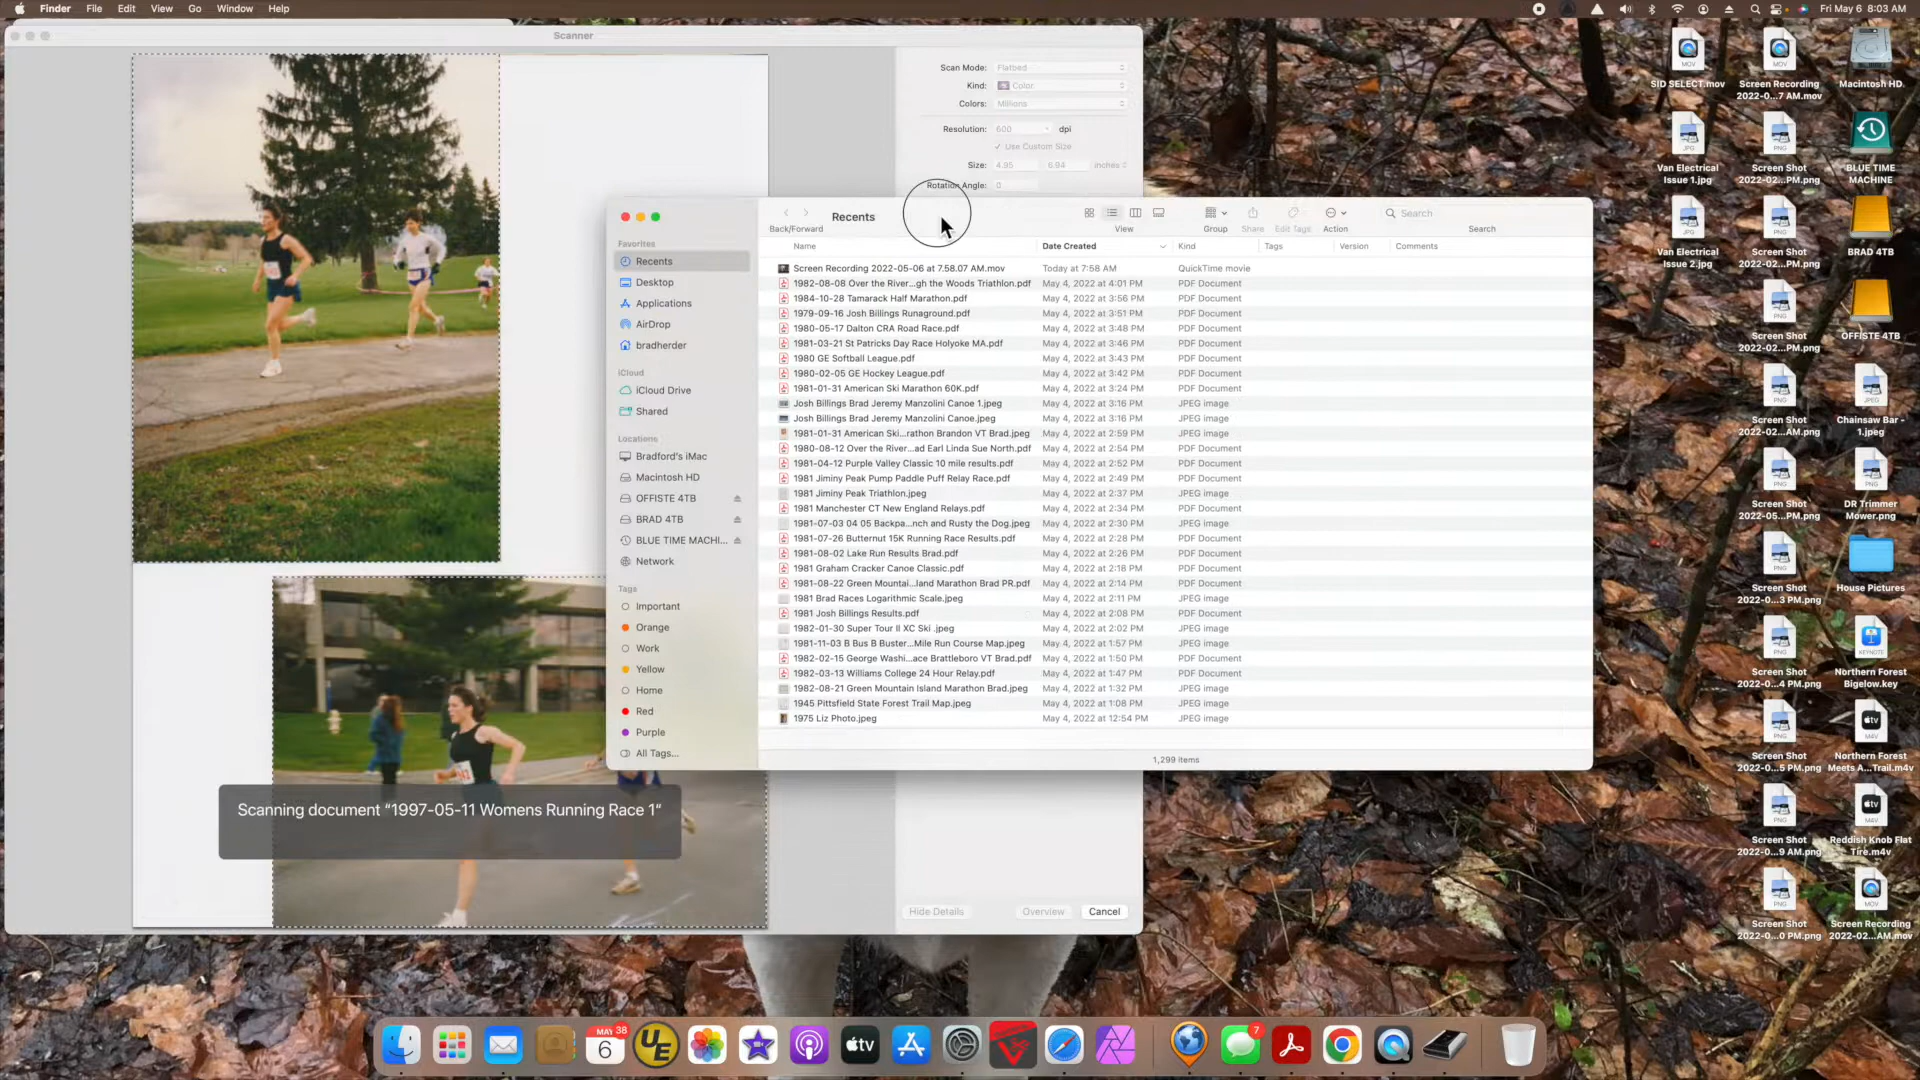 Finder File Edit View Go Window Help
Fri May 6 8:03 AM
Scanner
Scan Mode: Flatbed
Kind: Color
Colors: Millions
Resolution: 600 dpi
Use Custom Size
Size: 4.95 6.94 inches
Rotation Angle: 0
Recents
Back/Forward View Group Share Edit Tags Action Search
Search
Name Date Created Kind Tags Version Comments
Favorites
Recents
Desktop
Applications
AirDrop
bradherder
iCloud
iCloud Drive
Shared
Locations
Bradford's iMac
Macintosh HD
OFFISTE 4TB
BRAD 4TB
BLUE TIME MACHI...
Network
Tags
Important
Orange
Work
Yellow
Home
Red
Purple
All Tags...
Screen Recording 2022-05-06 at 7.58.07 AM.mov Today at 7:58 AM QuickTime movie
1982-08-08 Over the River...gh the Woods Triathlon.pdf May 4, 2022 at 4:01 PM PDF Document
1984-10-28 Tamarack Half Marathon.pdf May 4, 2022 at 3:56 PM PDF Document
1979-09-16 Josh Billings Runaground.pdf May 4, 2022 at 3:51 PM PDF Document
1980-05-17 Dalton CRA Road Race.pdf May 4, 2022 at 3:48 PM PDF Document
1981-03-21 St Patricks Day Race Holyoke MA.pdf May 4, 2022 at 3:46 PM PDF Document
1980 GE Softball League.pdf May 4, 2022 at 3:43 PM PDF Document
1980-02-05 GE Hockey League.pdf May 4, 2022 at 3:42 PM PDF Document
1981-01-31 American Ski Marathon 60K.pdf May 4, 2022 at 3:24 PM PDF Document
Josh Billings Brad Jeremy Manzolini Canoe 1.jpeg May 4, 2022 at 3:16 PM JPEG image
Josh Billings Brad Jeremy Manzolini Canoe.jpeg May 4, 2022 at 3:16 PM JPEG image
1981-01-31 American Ski...rathon Brandon VT Brad.jpeg May 4, 2022 at 2:59 PM JPEG image
1980-08-12 Over the River...ad Earl Linda Sue North.pdf May 4, 2022 at 2:54 PM PDF Document
1981-04-12 Purple Valley Classic 10 mile results.pdf May 4, 2022 at 2:52 PM PDF Document
1981 Jiminy Peak Pump Paddle Puff Relay Race.pdf May 4, 2022 at 2:49 PM PDF Document
1981 Jiminy Peak Triathlon.jpeg May 4, 2022 at 2:37 PM JPEG image
1981 Manchester CT New England Relays.pdf May 4, 2022 at 2:34 PM PDF Document
1981-07-03 04 05 Backpa...nch and Rusty the Dog.jpeg May 4, 2022 at 2:30 PM JPEG image
1981-07-26 Butternut 15K Running Race Results.pdf May 4, 2022 at 2:28 PM PDF Document
1981-08-02 Lake Run Results Brad.pdf May 4, 2022 at 2:26 PM PDF Document
1981 Graham Cracker Canoe Classic.pdf May 4, 2022 at 2:16 PM PDF Document
1981-08-22 Green Mountai...land Marathon Brad PR.pdf May 4, 2022 at 2:14 PM PDF Document
1981 Brad Races Logarithmic Scale.jpeg May 4, 2022 at 2:11 PM JPEG image
1981 Josh Billings Results.pdf May 4, 2022 at 2:08 PM PDF Document
1982-01-30 Super Tour II XC Ski .jpeg May 4, 2022 at 2:02 PM JPEG image
1981-11-03 B Bus B Buster...Mile Run Course Map.jpeg May 4, 2022 at 1:57 PM JPEG image
1982-02-15 George Washi...ace Brattleboro VT Brad.pdf May 4, 2022 at 1:50 PM PDF Document
1982-03-13 Williams College 24 Hour Relay.pdf May 4, 2022 at 1:47 PM PDF Document
1982-08-21 Green Mountain Island Marathon Brad.jpeg May 4, 2022 at 1:32 PM JPEG image
1945 Pittsfield State Forest Trail Map.jpeg May 4, 2022 at 1:08 PM JPEG image
1975 Liz Photo.jpeg May 4, 2022 at 12:54 PM JPEG image
1,299 items
Scanning document “1997-05-11 Womens Running Race 1“
Hide Details Overview Cancel
SID SELECT.mov
Screen Recording
2022-0...7 AM.mov
Macintosh HD
Van Electrical
Issue 1.jpg
Screen Shot
2022-0...PM.png
BLUE TIME
MACHINE
Van Electrical
Issue 2.jpg
Screen Shot
2022-02...PM.png
BRAD 4TB
Screen Shot
2022-02...PM.png
OFFISTE 4TB
Screen Shot
2022-02...AM.png
Chainsaw Bar -
1.jpeg
Screen Shot
2022-05...PM.png
DR Trimmer
Mower.png
Screen Shot
2022-0...3 PM.png
House Pictures
Screen Shot
2022-0...4 PM.png
Northern Forest
Bigelow.key
Screen Shot
2022-0...5 PM.png
Northern Forest
Meets A...Trail.m4v
Screen Shot
2022-0...9 AM.png
Reddish Knob Flat
Tire.m4v
Screen Shot
2022-0...0 PM.png
Screen Recording
2022-02...AM.mov
MOV
JPG
PNG
KEYNOTE
M4V
MAY 38
6
UE
tv
7